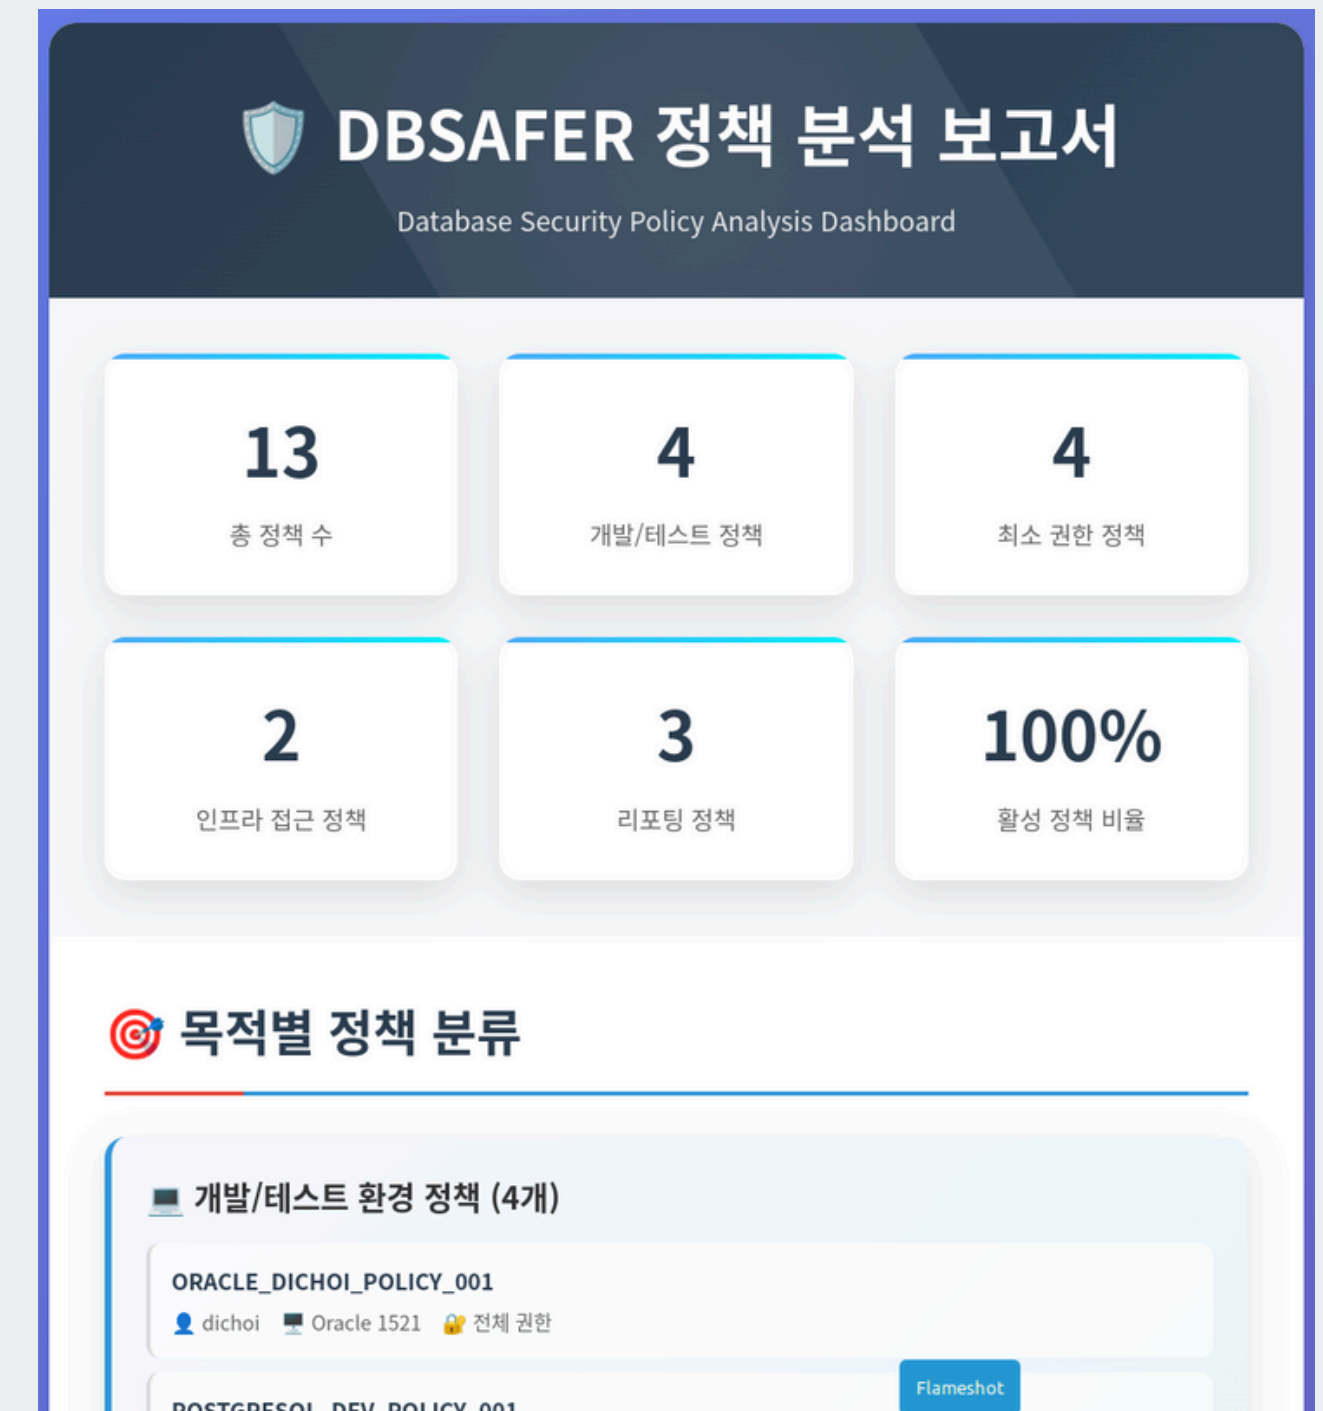 DBSAFER 정책 분석 보고서
Database Security Policy Analysis Dashboard
13
총 정책 수
4
개발/테스트 정책
4
최소 권한 정책
2
인프라 접근 정책
3
리포팅 정책
100%
활성 정책 비율
목적별 정책 분류
개발/테스트 환경 정책 (4개)
ORACLE_DICHOI_POLICY_001
dichoi Oracle 1521 전체 권한
Flameshot
POSTGRESQL_DEV_POLICY_001